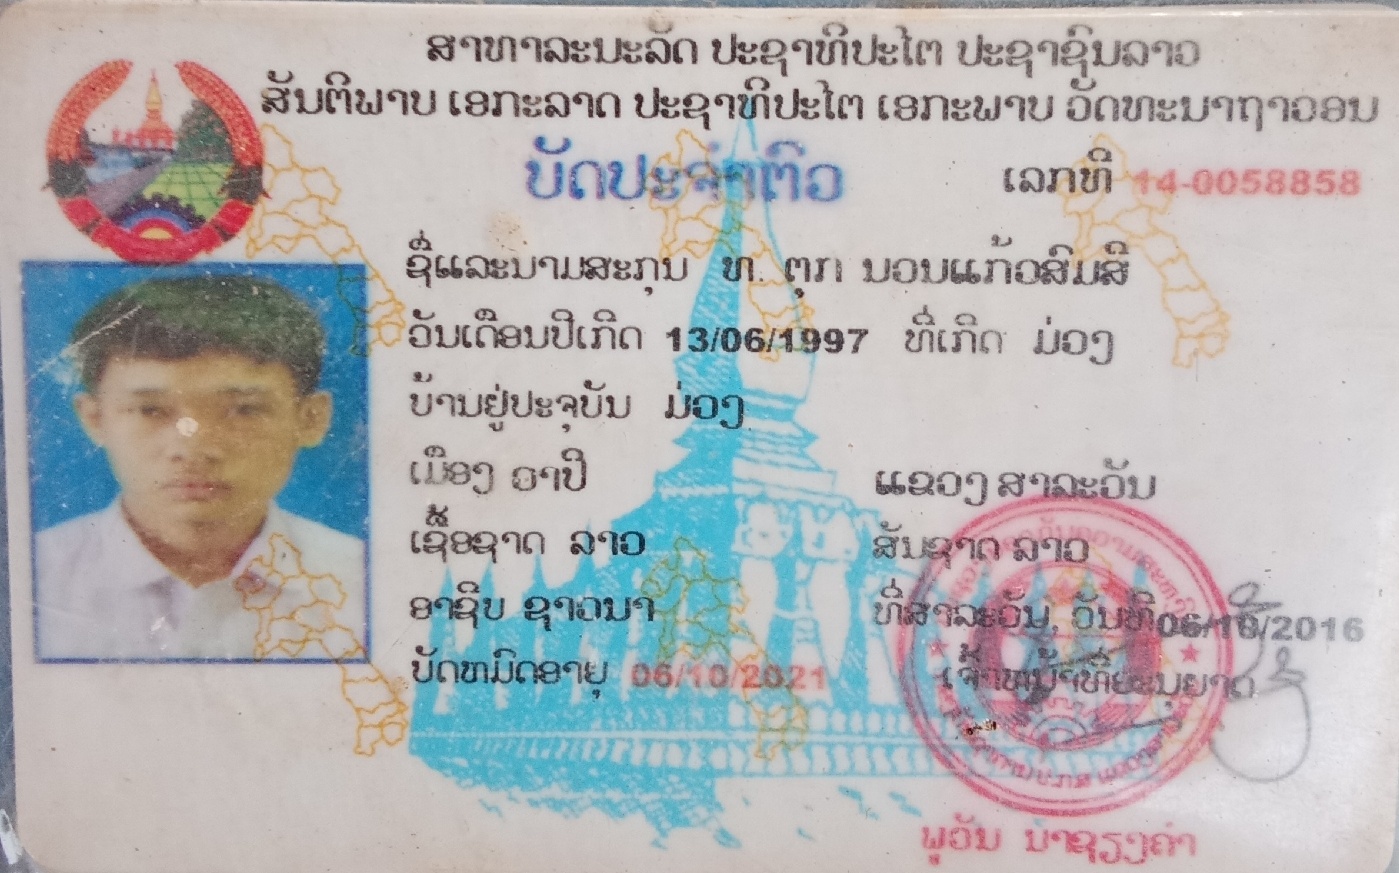 ສາທາລະນະລັດ ປະຊາທິປະໄຕ ປະຊາຊົນລາວ
ສັນຕິພາບ ເອກະລາດ ປະຊາທິປະໄຕ ເອກະພາບ ວັດທະນາຖາວອນ
ບັດປະຈຳຕົວ ເລກທີ 14-0058858
ຊື່ແລະນາມສະກຸນ ທ. ຕຸກ ນອນແກ້ວສົມສີ
ວັນເດືອນປີເກີດ 13/06/1997 ທີ່ເກີດ ມ່ວງ
ບ້ານຢູ່ປະຈຸບັນ ມ່ວງ
ເມືອງ ວາປີ ແຂວງ ສາລະວັນ
ເຊື້ອຊາດ ລາວ ສັນຊາດ ລາວ
ອາຊີບ ຊາວນາ ທີ່ສາລະວັນ, ວັນທີ 06/10/2016
ບັດຫມົດອາຍຸ 06/10/2021 ເຈົ້າຫນ້າທີ່ອະນຸຍາດ
ພູວັນ ນາຊຽງຄຳ